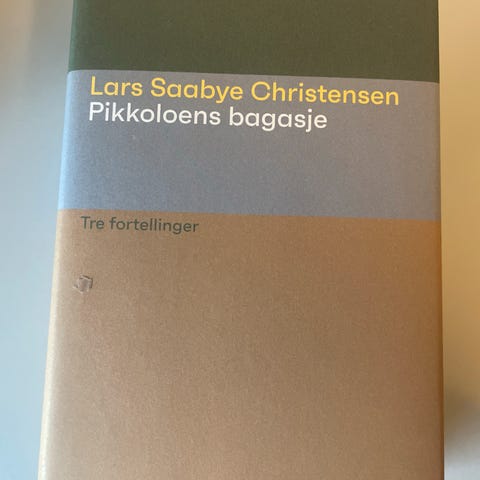 Lars Saabye Christensen
Pikkoloens bagasje
Tre fortellinger